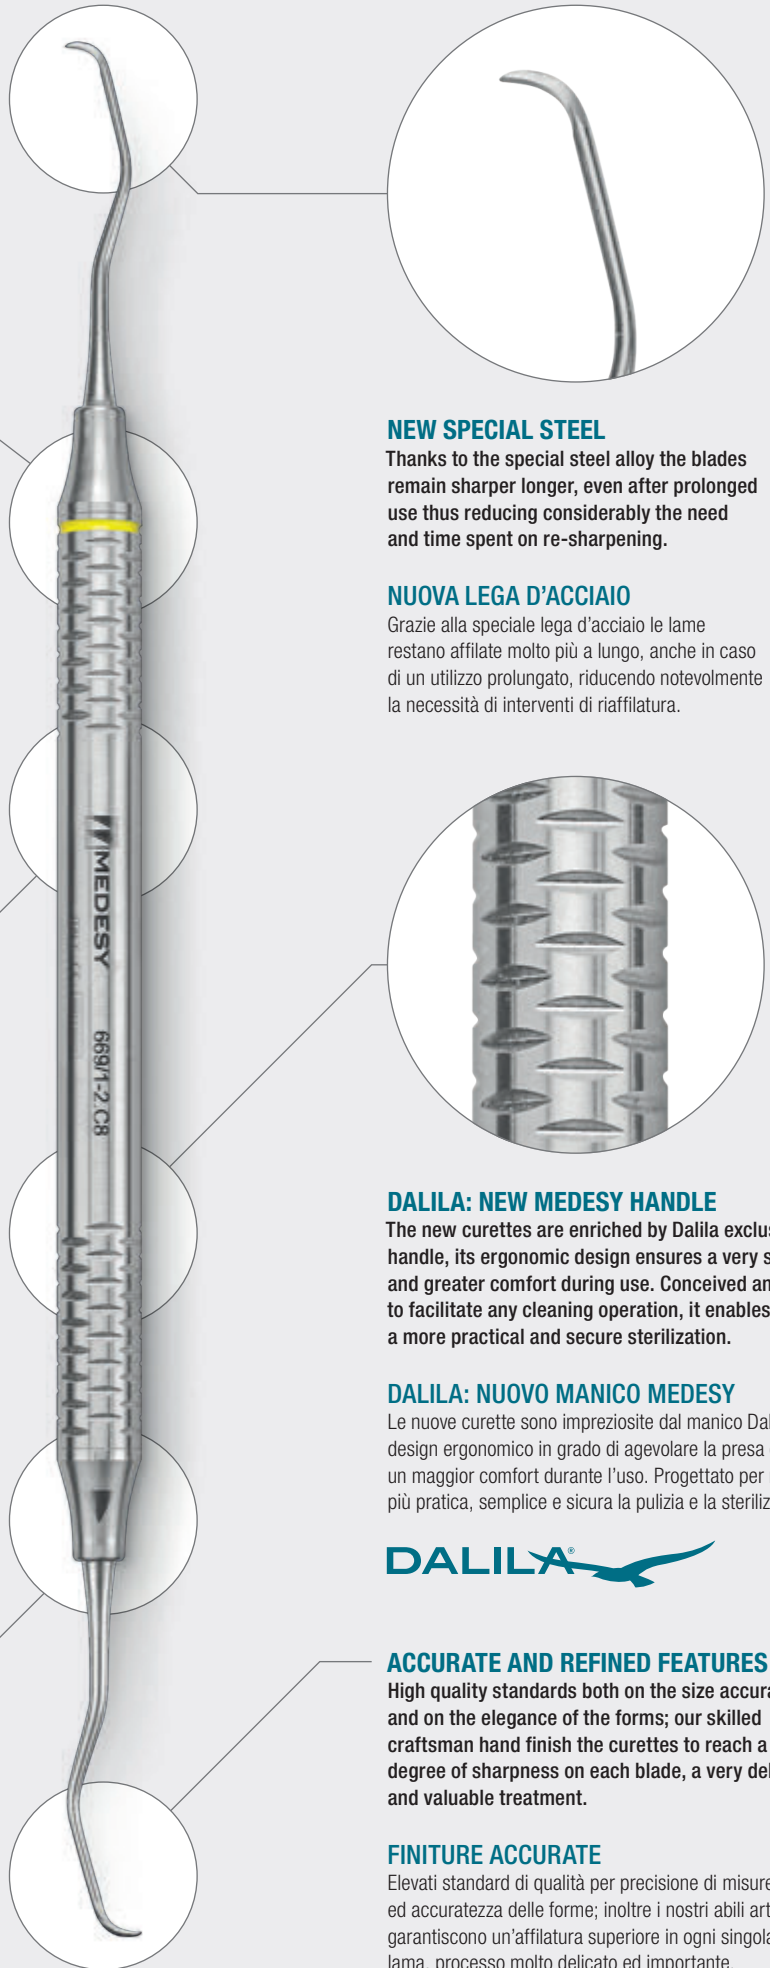 NEW SPECIAL STEEL
Thanks to the special steel alloy the blades
remain sharper longer, even after prolonged
use thus reducing considerably the need
and time spent on re-sharpening.
NUOVA LEGA D’ACCIAIO
Grazie alla speciale lega d’acciaio le lame
restano affilate molto più a lungo, anche in caso
di un utilizzo prolungato, riducendo notevolmente
la necessità di interventi di riaffilatura.
MEDESY
669/1-2.C8
DALILA: NEW MEDESY HANDLE
The new curettes are enriched by Dalila
handle, its ergonomic design ensures a very
and greater comfort during use. Conceived
to facilitate any cleaning operation, it enables
a more practical and secure sterilization.
DALILA: NUOVO MANICO MEDESY
Le nuove curette sono impreziosite dal manico
design ergonomico in grado di agevolare la presa
un maggior comfort durante l’uso. Progettato per
più pratica, semplice e sicura la pulizia e la
DALILA®
ACCURATE AND REFINED FEATURES
High quality standards both on the size
and on the elegance of the forms; our skilled
craftsman hand finish the curettes to reach a
degree of sharpness on each blade, a very
and valuable treatment.
FINITURE ACCURATE
Elevati standard di qualità per precisione di misure
ed accuratezza delle forme; inoltre i nostri abili
garantiscono un’affilatura superiore in ogni
lama, processo molto delicato ed importante.